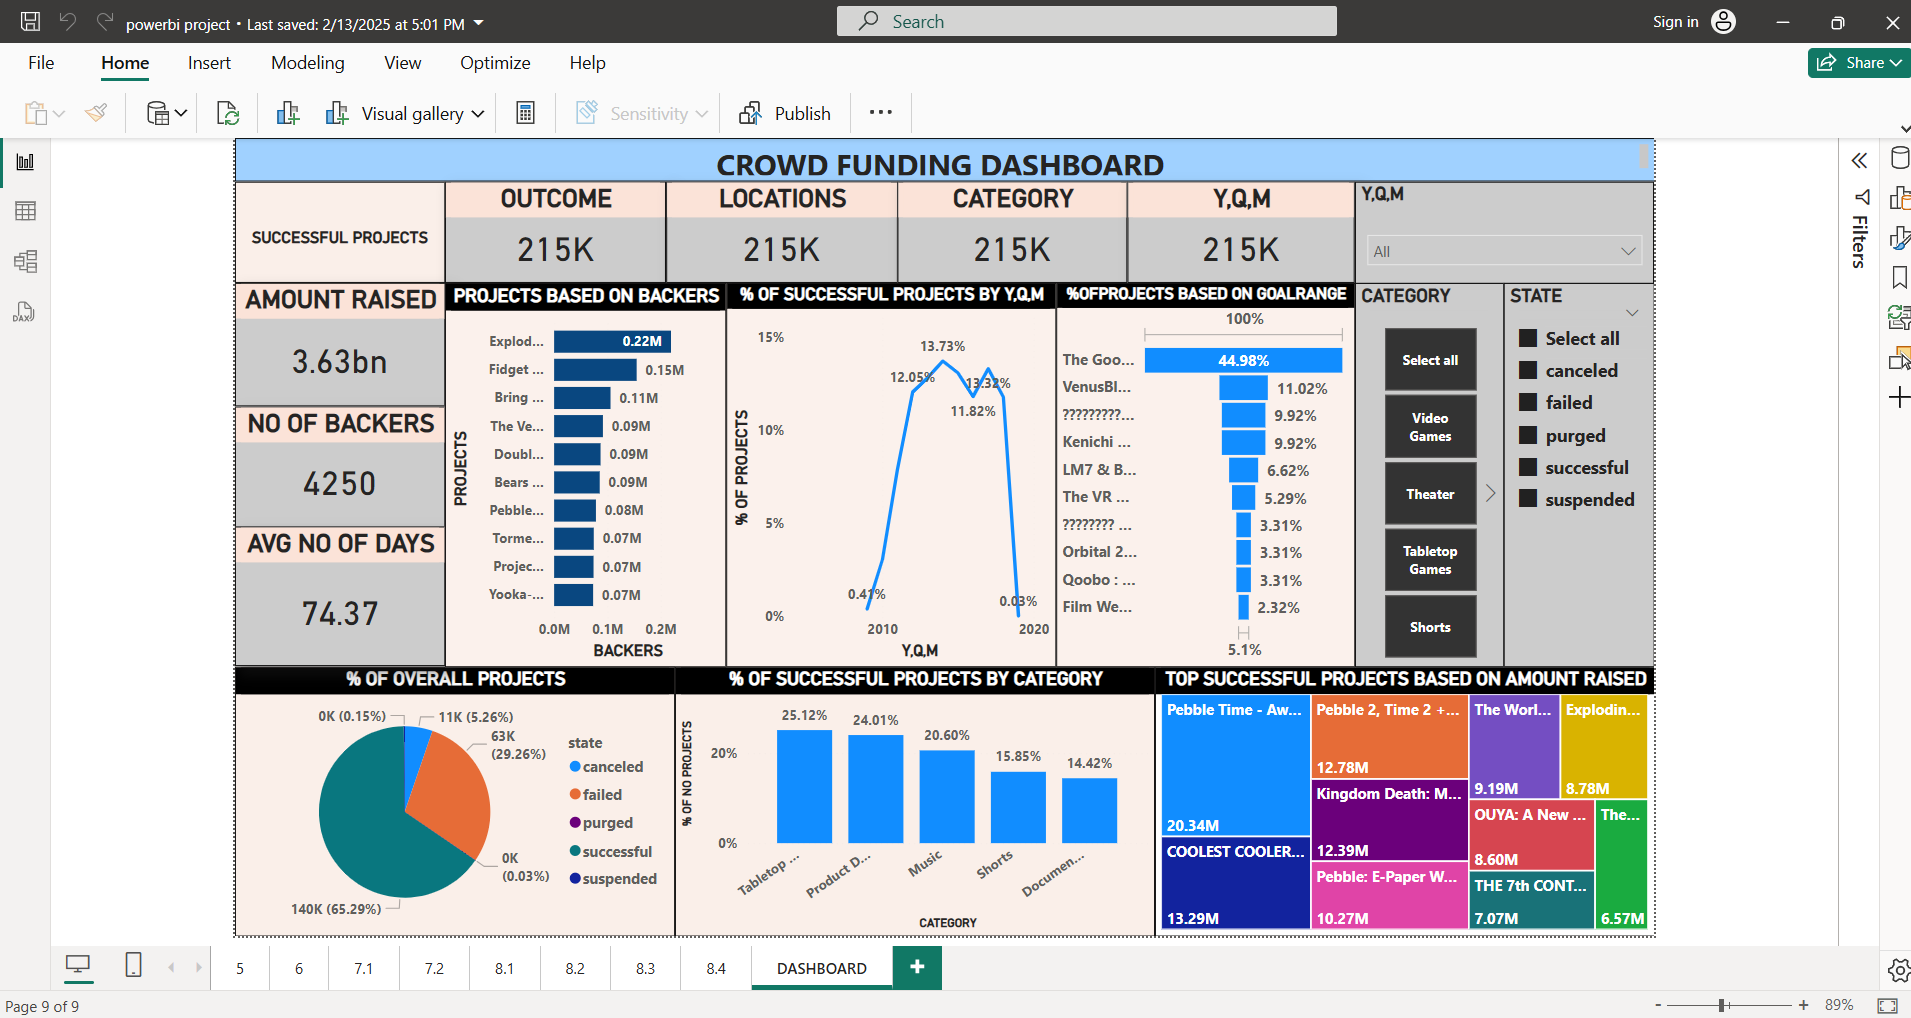 powerbi project • Last saved: 2/13/2025 at 5:01 PM
Search
Sign in
File
Home
Insert
Modeling
View
Optimize
Help
Share
Visual gallery
Sensitivity
Publish
DAX
CROWD FUNDING DASHBOARD
SUCCESSFUL PROJECTS
OUTCOME
215K
LOCATIONS
215K
CATEGORY
215K
Y,Q,M
215K
Y,Q,M
All
Filters
AMOUNT RAISED
3.63bn
NO OF BACKERS
4250
AVG NO OF DAYS
74.37
PROJECTS BASED ON BACKERS
PROJECTS
Explod... 0.22M
Fidget ... 0.15M
Bring ... 0.11M
The Ve... 0.09M
Doubl... 0.09M
Bears ... 0.09M
Pebble... 0.08M
Torme... 0.07M
Projec... 0.07M
Yooka-... 0.07M
0.0M 0.1M 0.2M
BACKERS
% OF SUCCESSFUL PROJECTS BY Y,Q,M
% OF PROJECTS
15%
10%
5%
0%
13.73%
12.05%
13.32%
11.82%
0.41%
0.03%
2010 2020
Y,Q,M
%OFPROJECTS BASED ON GOALRANGE
100%
The Goo... 44.98%
VenusBl... 11.02%
?????????... 9.92%
Kenichi ... 9.92%
LM7 & B... 6.62%
The VR ... 5.29%
???????? ... 3.31%
Orbital 2... 3.31%
Qoobo : ... 3.31%
Film We... 2.32%
5.1%
CATEGORY
Select all
Video
Games
Theater
Tabletop
Games
Shorts
STATE
Select all
canceled
failed
purged
successful
suspended
% OF OVERALL PROJECTS
0K (0.15%)
11K (5.26%)
63K
(29.26%)
0K
(0.03%)
140K (65.29%)
state
canceled
failed
purged
successful
suspended
% OF SUCCESSFUL PROJECTS BY CATEGORY
% OF NO PROJECTS
20%
0%
25.12%
24.01%
20.60%
15.85%
14.42%
Tabletop ...
Product D...
Music
Shorts
Documen...
CATEGORY
TOP SUCCESSFUL PROJECTS BASED ON AMOUNT RAISED
Pebble Time - Aw...
20.34M
COOLEST COOLER...
13.29M
Pebble 2, Time 2 +...
12.78M
Kingdom Death: M...
12.39M
Pebble: E-Paper W...
10.27M
The Worl...
9.19M
Explodin...
8.78M
OUYA: A New ...
8.60M
THE 7th CONT...
7.07M
The...
6.57M
5
6
7.1
7.2
8.1
8.2
8.3
8.4
DASHBOARD
Page 9 of 9
89%